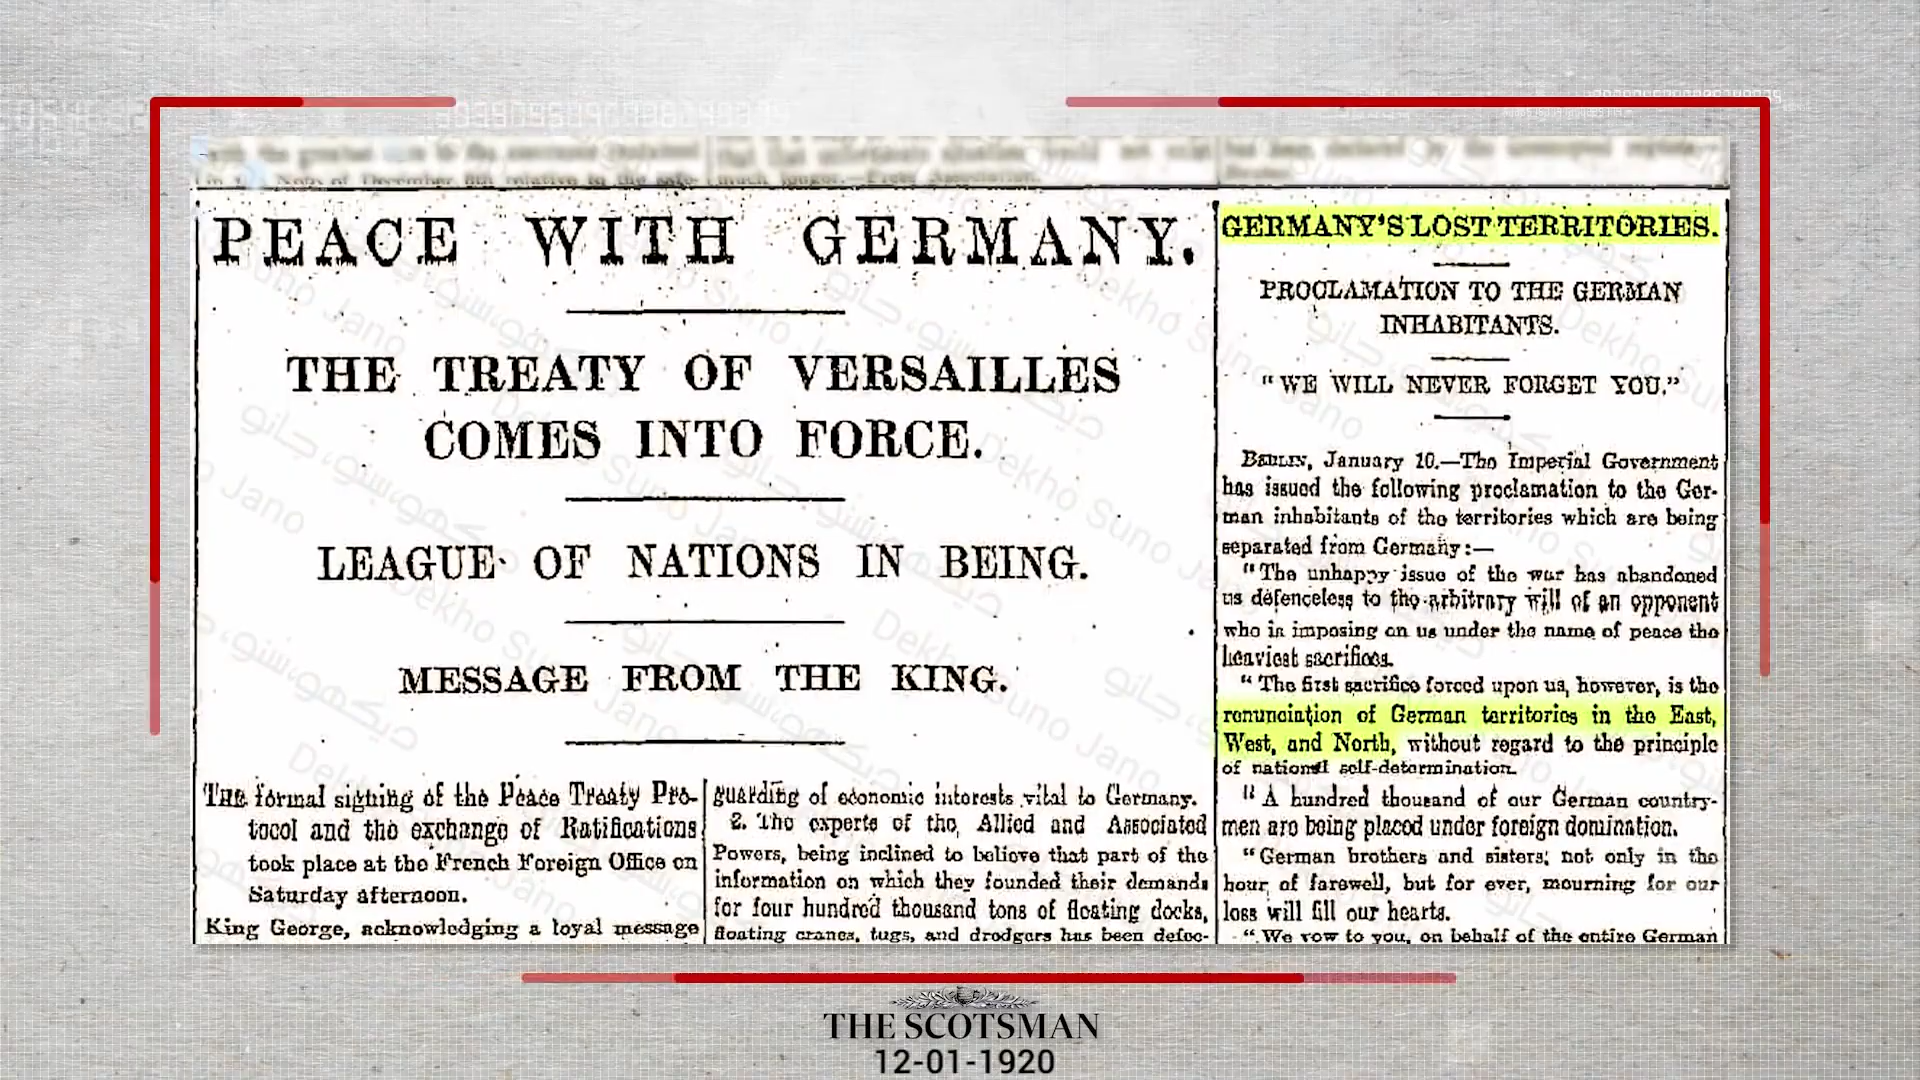 PEACE WITH GERMANY.
THE TREATY OF VERSAILLES
COMES INTO FORCE.
LEAGUE OF NATIONS IN BEING.
MESSAGE FROM THE KING.
THE formal signing of the Peace Treaty Pro-
tocol and the exchange of Ratifications
took place at the French Foreign Office on
Saturday afternoon.
King George, acknowledging a loyal message
guarding of economic interests vital to Germany.
2. The experts of the Allied and Associated
Powers, being inclined to believe that part of the
information on which they founded their demands
for four hundred thousand tons of floating docks,
floating cranes, tugs, and dredgers has been defec-
GERMANY'S LOST TERRITORIES.
PROCLAMATION TO THE GERMAN
INHABITANTS.
"WE WILL NEVER FORGET YOU."
BERLIN, January 10.—The Imperial Government
has issued the following proclamation to the Ger-
man inhabitants of the territories which are being
separated from Germany:—
"The unhappy issue of the war has abandoned
us defenceless to the arbitrary will of an opponent
who is imposing on us under the name of peace the
heaviest sacrifices.
"The first sacrifice forced upon us, however, is the
renunciation of German territories in the East,
West, and North, without regard to the principle
of national self-determination.
"A hundred thousand of our German country-
men are being placed under foreign domination.
"German brothers and sisters; not only in the
hour of farewell, but for ever, mourning for our
loss will fill our hearts.
"We vow to you, on behalf of the entire German
THE SCOTSMAN
12-01-1920
Dekho Suno Jano
دیکھو، سنو، جانو